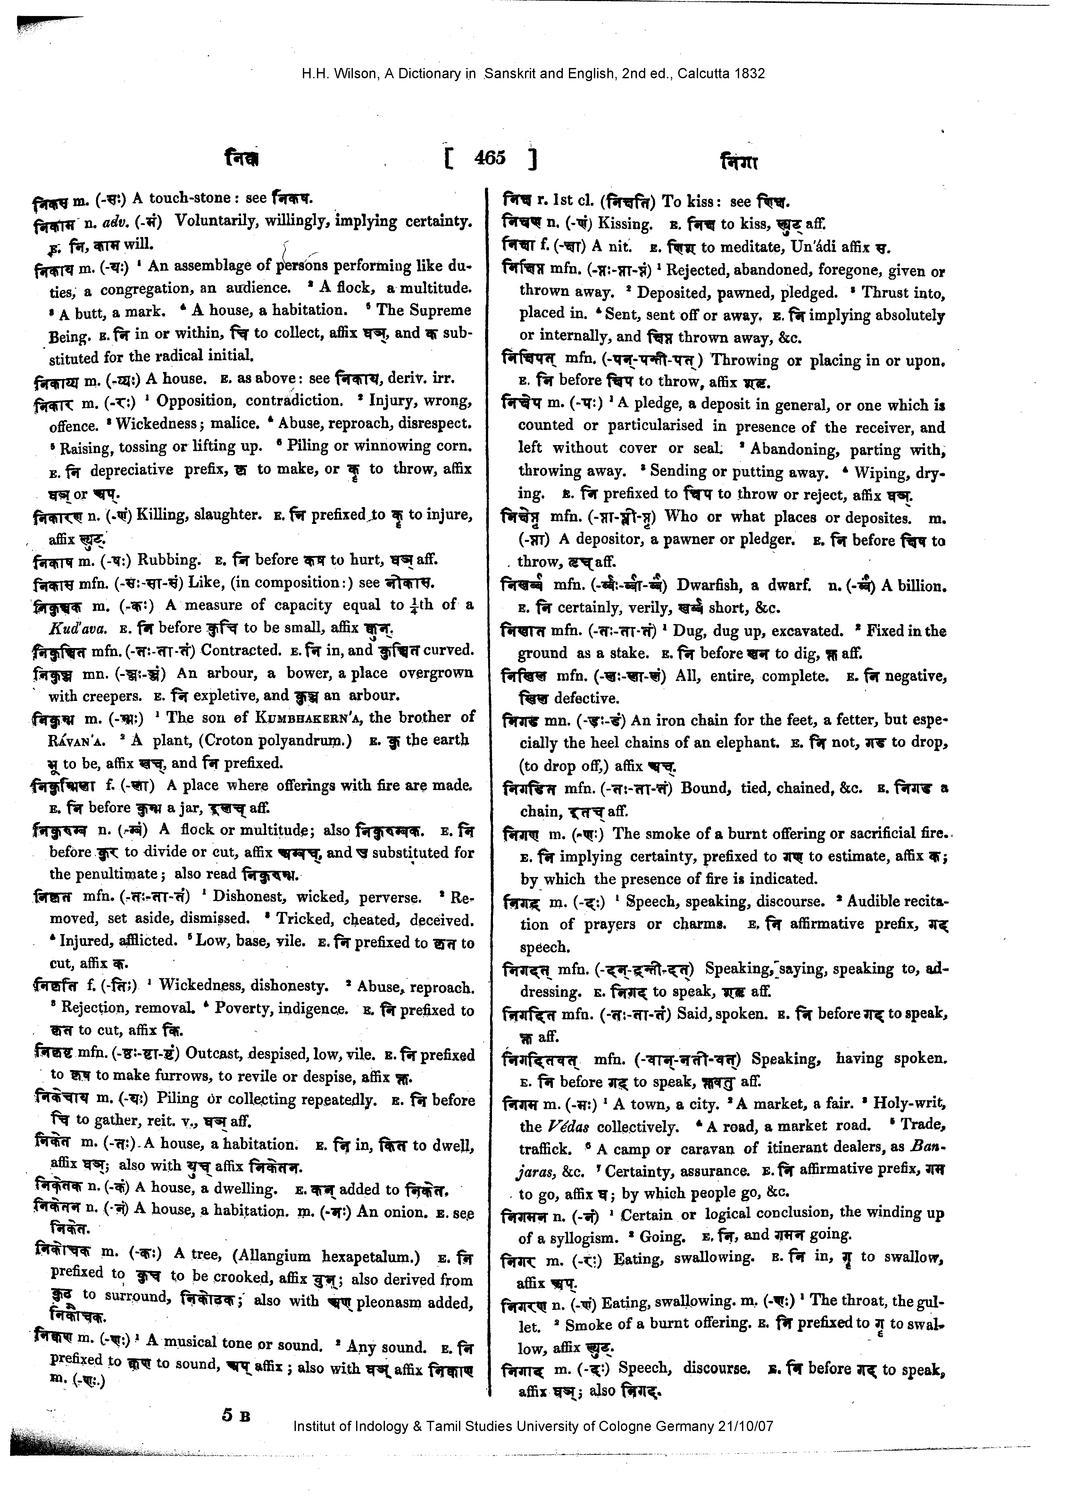 H.H. Wilson, A Dictionary in Sanskrit and English, 2nd ed., Calcutta 1832
निक
[ 465 ]
निगा
निकस m. (-सः) A touch-stone : see निकष.
निकाम n. adv. (-मं) Voluntarily, willingly, implying certainty.
E. नि, काम will.
निकाय m. (-यः) ¹ An assemblage of persons performing like du-
ties, a congregation, an audience. ² A flock, a multitude.
³ A butt, a mark. ⁴ A house, a habitation. ⁵ The Supreme
Being. E. नि in or within, चि to collect, affix घञ्, and क sub-
stituted for the radical initial.
निकाय्य m. (-य्यः) A house. E. as above : see निकाय, deriv. irr.
निकार m. (-रः) ¹ Opposition, contradiction. ² Injury, wrong,
offence. ³ Wickedness ; malice. ⁴ Abuse, reproach, disrespect.
⁵ Raising, tossing or lifting up. ⁶ Piling or winnowing corn.
E. नि depreciative prefix, कृ to make, or कॄ to throw, affix
घञ् or अप्.
निकारण n. (-णं) Killing, slaughter. E. नि prefixed to कॄ to injure,
affix ल्युट्.
निकाष m. (-षः) Rubbing. E. नि before कष to hurt, घञ् aff.
निकास mfn. (-सः-सा-सं) Like, (in composition :) see नीकास.
निकुञ्चक m. (-कः) A measure of capacity equal to ¼th of a
Kud'ava. E. नि before कुचि to be small, affix कुन्.
निकुञ्चित mfn. (-तः-ता-तं) Contracted. E. नि in, and कुञ्चित curved.
निकुञ्ज mn. (-ञ्जः-ञ्जं) An arbour, a bower, a place overgrown
with creepers. E. नि expletive, and कुञ्ज an arbour.
निकुम्भ m. (-म्भः) ¹ The son of KUMBHAKERN'A, the brother of
RÁVAN'A. ² A plant, (Croton polyandrum.) E. कु the earth
भू to be, affix खच्, and नि prefixed.
निकुम्भिला f. (-ला) A place where offerings with fire are made.
E. नि before कुम्भ a jar, इलच् aff.
निकुरुम्ब n. (-म्बं) A flock or multitude ; also निकुरुम्बक. E. नि
before कुर् to divide or cut, affix अम्बच्, and उ substituted for
the penultimate ; also read निकुरम्ब.
निकृत mfn. (-तः-ता-तं) ¹ Dishonest, wicked, perverse. ² Re-
moved, set aside, dismissed. ³ Tricked, cheated, deceived.
⁴ Injured, afflicted. ⁵ Low, base, vile. E. नि prefixed to कृत to
cut, affix क.
निकृति f. (-तिः) ¹ Wickedness, dishonesty. ² Abuse, reproach.
³ Rejection, removal. ⁴ Poverty, indigence. E. नि prefixed to
कृत to cut, affix क्ति.
निकृष्ट mfn. (-ष्टः-ष्टा-ष्टं) Outcast, despised, low, vile. E. नि prefixed
to कृष to make furrows, to revile or despise, affix क्त.
निकेचाय m. (-यः) Piling or collecting repeatedly. E. नि before
चि to gather, reit. v., घञ् aff.
निकेत m. (-तः) A house, a habitation. E. नि in, कित to dwell,
affix घञ्; also with युच् affix निकेतन.
निकेतक n. (-कं) A house, a dwelling. E. कन् added to निकेत.
निकेतन n. (-नं) A house, a habitation. m. (-नः) An onion. E. see
निकेत.
निकोचक m. (-कः) A tree, (Allangium hexapetalum.) E. नि
prefixed to कुच to be crooked, affix वुन्; also derived from
कुठ to surround, निकोठक ; also with अण् pleonasm added,
निकोचक.
निक्वण m. (-णः) ¹ A musical tone or sound. ² Any sound. E. नि
prefixed to क्वण to sound, अप् affix ; also with घञ् affix निक्वाण
m. (-णः.)
निक्ष r. 1st cl. (निक्षति) To kiss : see णिक्ष.
निक्षण n. (-णं) Kissing. E. निक्ष to kiss, ल्युट् aff.
निक्षा f. (-क्षा) A nit. E. णिक्ष to meditate, Un'ádi affix स.
निक्षिप्त mfn. (-प्तः-प्ता-प्तं) ¹ Rejected, abandoned, foregone, given or
thrown away. ² Deposited, pawned, pledged. ³ Thrust into,
placed in. ⁴ Sent, sent off or away. E. नि implying absolutely
or internally, and क्षिप्त thrown away, &c.
निक्षिपत् mfn. (-पन्-पन्ती-पत्) Throwing or placing in or upon.
E. नि before क्षिप to throw, affix शतृ.
निक्षेप m. (-पः) ¹ A pledge, a deposit in general, or one which is
counted or particularised in presence of the receiver, and
left without cover or seal. ² Abandoning, parting with,
throwing away. ³ Sending or putting away. ⁴ Wiping, dry-
ing. E. नि prefixed to क्षिप to throw or reject, affix घञ्.
निक्षेप्तृ mfn. (-प्ता-प्त्री-प्तृ) Who or what places or deposites. m.
(-प्ता) A depositor, a pawner or pledger. E. नि before क्षिप to
throw, तृच् aff.
निखर्ब्ब mfn. (-र्ब्बः-र्ब्बा-र्ब्बं) Dwarfish, a dwarf. n. (-र्ब्बं) A billion.
E. नि certainly, verily, खर्ब्ब short, &c.
निखात mfn. (-तः-ता-तं) ¹ Dug, dug up, excavated. ² Fixed in the
ground as a stake. E. नि before खन to dig, क्त aff.
निखिल mfn. (-लः-ला-लं) All, entire, complete. E. नि negative,
खिल defective.
निगड mn. (-डः-डं) An iron chain for the feet, a fetter, but espe-
cially the heel chains of an elephant. E. नि not, गड to drop,
(to drop off,) affix अच्.
निगडित mfn. (-तः-ता-तं) Bound, tied, chained, &c. E. निगड a
chain, इतच् aff.
निगण m. (-णः) The smoke of a burnt offering or sacrificial fire.
E. नि implying certainty, prefixed to गण to estimate, affix क ;
by which the presence of fire is indicated.
निगद m. (-दः) ¹ Speech, speaking, discourse. ² Audible recita-
tion of prayers or charms. E. नि affirmative prefix, गद
speech.
निगदत् mfn. (-दन्-दन्ती-दत्) Speaking, saying, speaking to, ad-
dressing. E. निगद to speak, शतृ aff.
निगदित mfn. (-तः-ता-तं) Said, spoken. E. नि before गद to speak,
क्त aff.
निगदितवत् mfn. (-वान्-वती-वत्) Speaking, having spoken.
E. नि before गद to speak, क्तवतु aff.
निगम m. (-मः) ¹ A town, a city. ² A market, a fair. ³ Holy-writ,
the Védas collectively. ⁴ A road, a market road. ⁵ Trade,
traffick. ⁶ A camp or caravan of itinerant dealers, as Ban-
jaras, &c. ⁷ Certainty, assurance. E. नि affirmative prefix, गम
to go, affix घ ; by which people go, &c.
निगमन n. (-नं) ¹ Certain or logical conclusion, the winding up
of a syllogism. ² Going. E. नि, and गमन going.
निगर m. (-रः) Eating, swallowing. E. नि in, गॄ to swallow,
affix अप्.
निगरण n. (-णं) Eating, swallowing. m. (-णः) ¹ The throat, the gul-
let. ² Smoke of a burnt offering. E. नि prefixed to गॄ to swal-
low, affix ल्युट्.
निगाद m. (-दः) Speech, discourse. E. नि before गद to speak,
affix घञ् ; also निगद.
5 B
Institut of Indology & Tamil Studies University of Cologne Germany 21/10/07